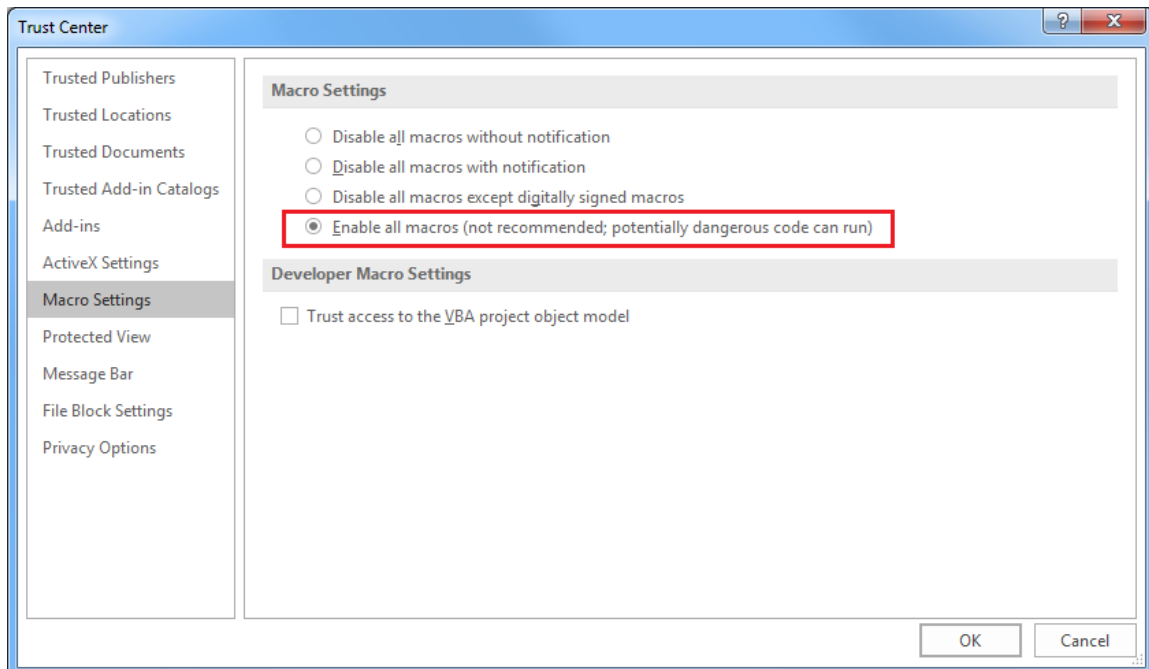 Trust Center
Trusted Publishers
Trusted Locations
Trusted Documents
Trusted Add-in Catalogs
Add-ins
ActiveX Settings
Macro Settings
Protected View
Message Bar
File Block Settings
Privacy Options
Macro Settings
Disable all macros without notification
Disable all macros with notification
Disable all macros except digitally signed macros
Enable all macros (not recommended; potentially dangerous code can run)
Developer Macro Settings
Trust access to the VBA project object model
OK
Cancel